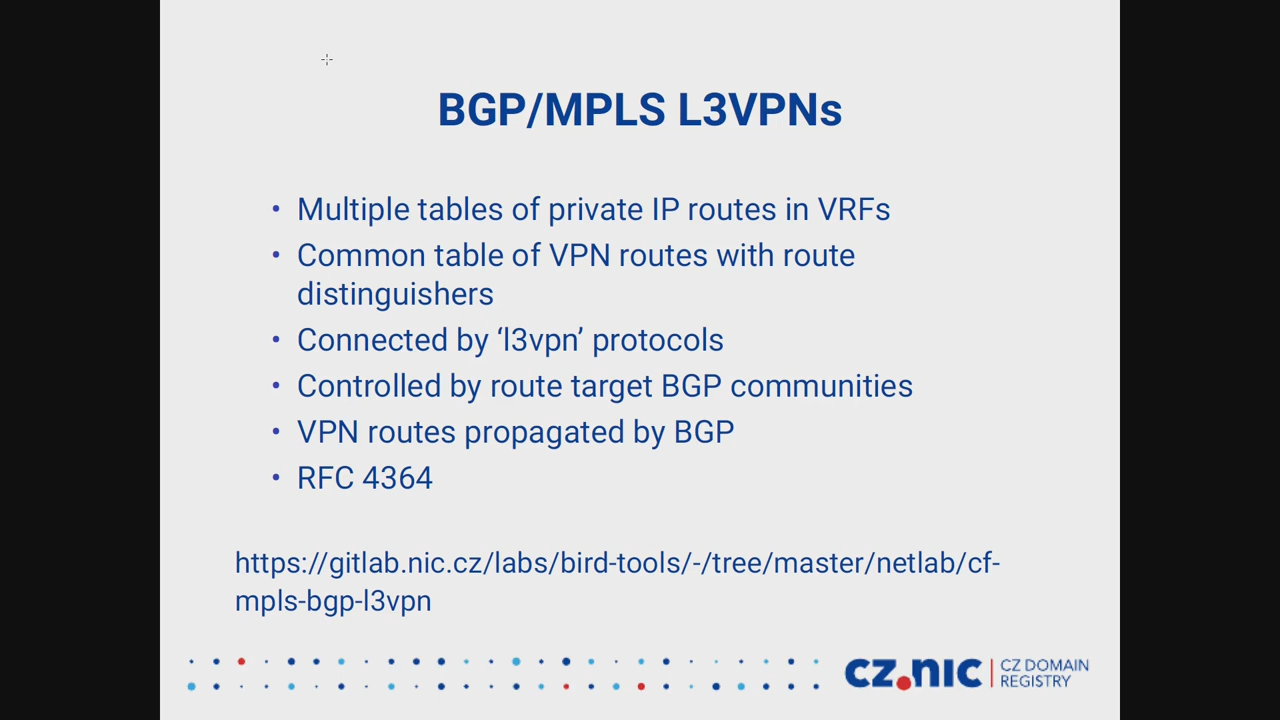 BGP/MPLS L3VPNs
• Multiple tables of private IP routes in VRFs
• Common table of VPN routes with route
distinguishers
• Connected by ‘l3vpn’ protocols
• Controlled by route target BGP communities
• VPN routes propagated by BGP
• RFC 4364
https://gitlab.nic.cz/labs/bird-tools/-/tree/master/netlab/cf-
mpls-bgp-l3vpn
cz.nic | CZ DOMAIN
REGISTRY